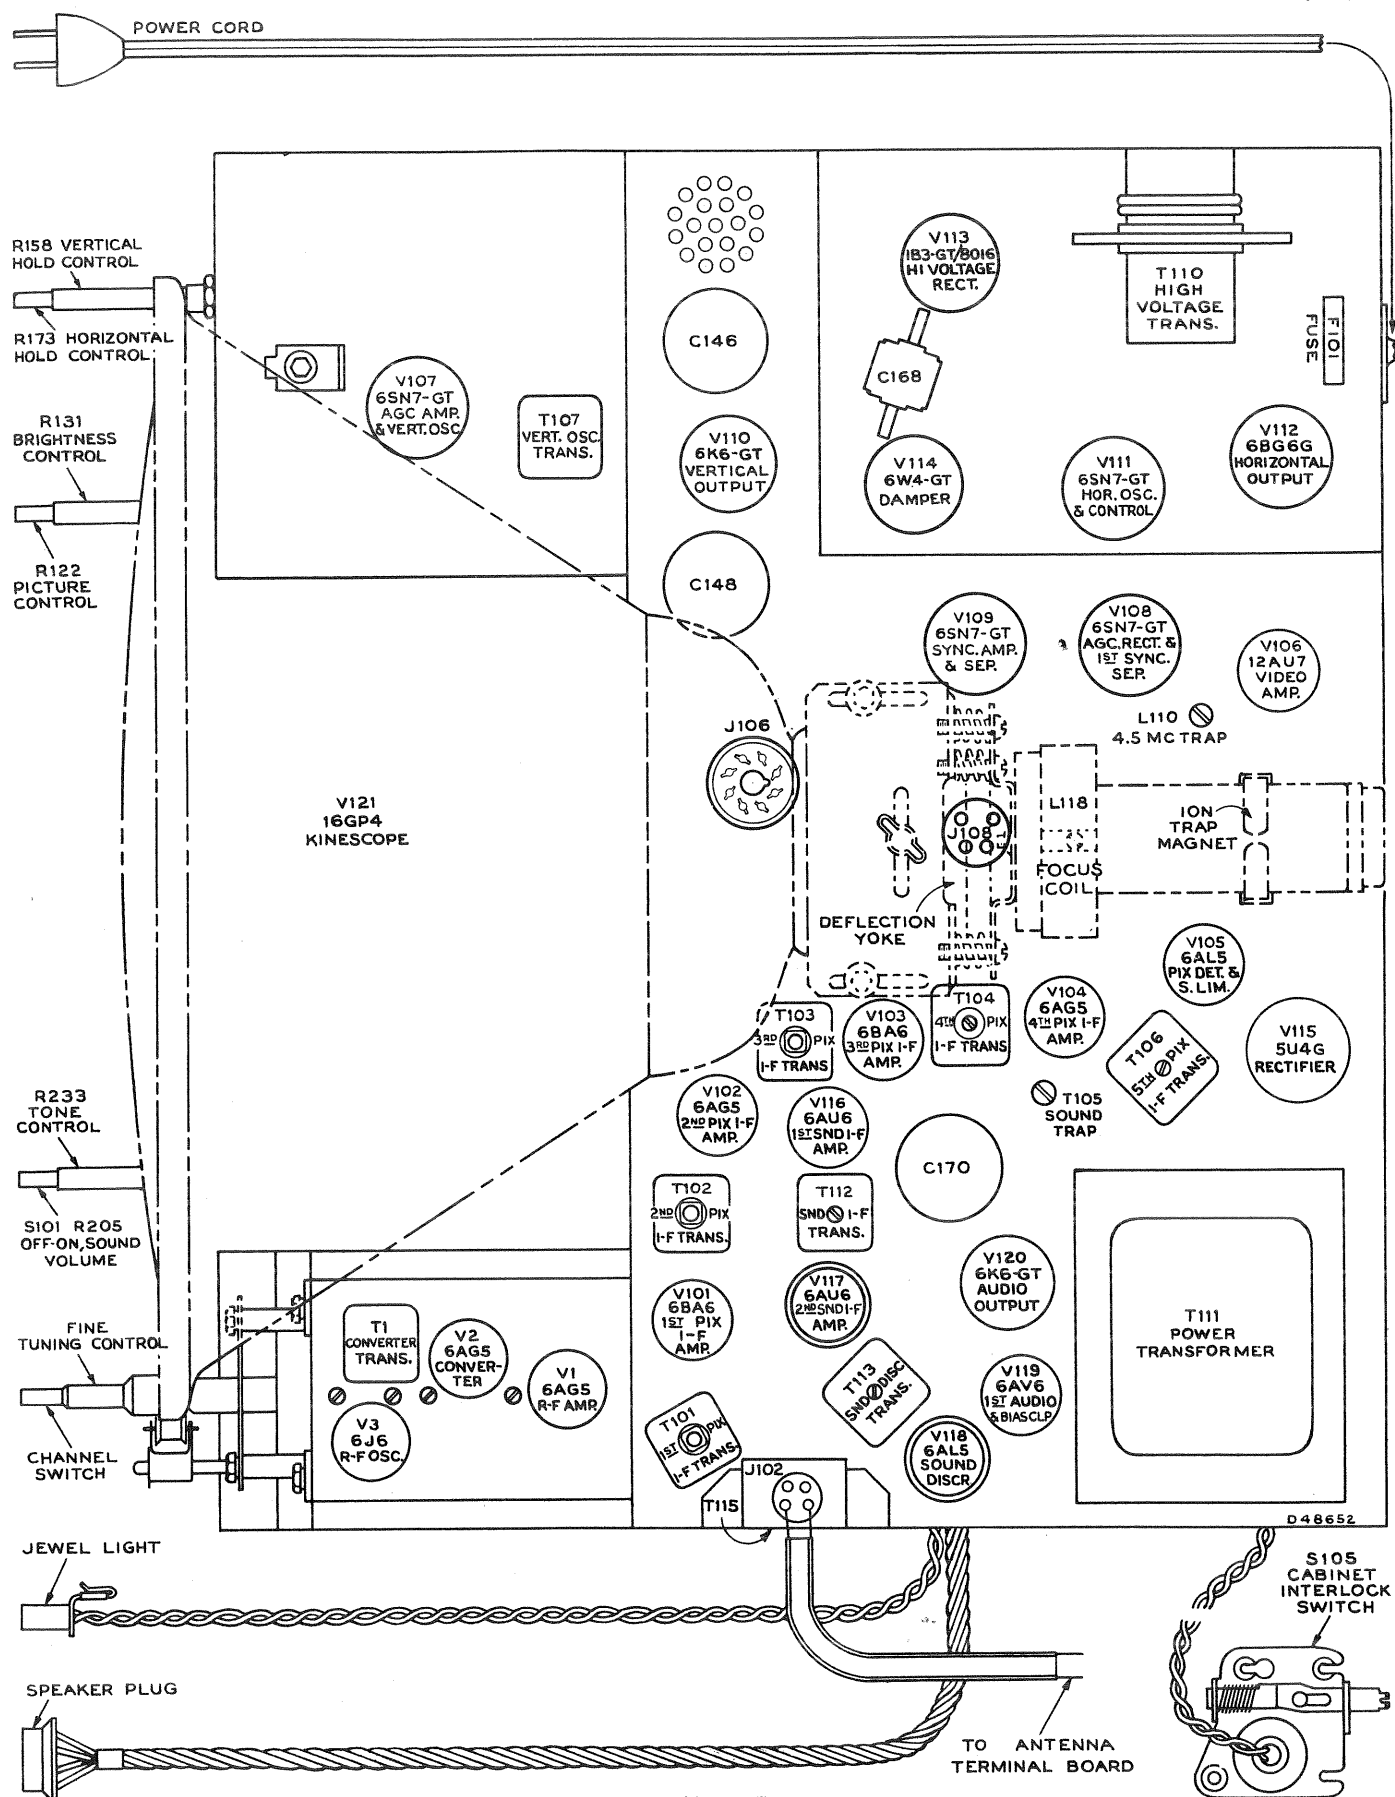 POWER CORD
R158 VERTICAL
HOLD CONTROL
R173 HORIZONTAL
HOLD CONTROL
R131
BRIGHTNESS
CONTROL
R122
PICTURE
CONTROL
V107
6SN7-GT
AGC AMP.
& VERT. OSC
T107
VERT. OSC.
TRANS.
C146
V110
6K6-GT
VERTICAL
OUTPUT
C148
V113
1B3-GT/8016
HI VOLTAGE
RECT.
C168
V114
6W4-GT
DAMPER
T110
HIGH
VOLTAGE
TRANS.
F101
FUSE
V111
6SN7-GT
HOR. OSC.
& CONTROL
V112
6BG6G
HORIZONTAL
OUTPUT
V109
6SN7-GT
SYNC. AMP.
& SEP.
V108
6SN7-GT
AGC. RECT. &
1ST SYNC.
SEP.
V106
12AU7
VIDEO
AMP.
L110
4.5 MC TRAP
J106
V121
16GP4
KINESCOPE
J108
L118
FOCUS
COIL
ION
TRAP
MAGNET
DEFLECTION
YOKE
V105
6AL5
PIX DET. &
S. LIM.
T103
3RD PIX
I-F TRANS
V103
6BA6
3RD PIX I-F
AMP.
T104
4TH PIX
I-F TRANS
V104
6AG5
4TH PIX I-F
AMP.
T106
5TH PIX
I-F TRANS.
V115
5U4G
RECTIFIER
V102
6AG5
2ND PIX I-F
AMP.
V116
6AU6
1ST SND I-F
AMP.
T105
SOUND
TRAP
C170
R233
TONE
CONTROL
S101 R205
OFF-ON, SOUND
VOLUME
T102
2ND PIX
I-F TRANS.
T112
SND I-F
TRANS.
V101
6BA6
1ST PIX
I-F
AMP.
V117
6AU6
2ND SND I-F
AMP.
V120
6K6-GT
AUDIO
OUTPUT
T111
POWER
TRANSFORMER
FINE
TUNING CONTROL
CHANNEL
SWITCH
T1
CONVERTER
TRANS.
V2
6AG5
CONVER-
TER
V1
6AG5
R-F AMP.
V3
6J6
R-F OSC.
T113
SND DISC.
TRANS.
V119
6AV6
1ST AUDIO
& BIAS CLP.
T101
1ST PIX
I-F TRANS.
V118
6AL5
SOUND
DISCR.
J102
T115
D48652
JEWEL LIGHT
S105
CABINET
INTERLOCK
SWITCH
SPEAKER PLUG
TO ANTENNA
TERMINAL BOARD